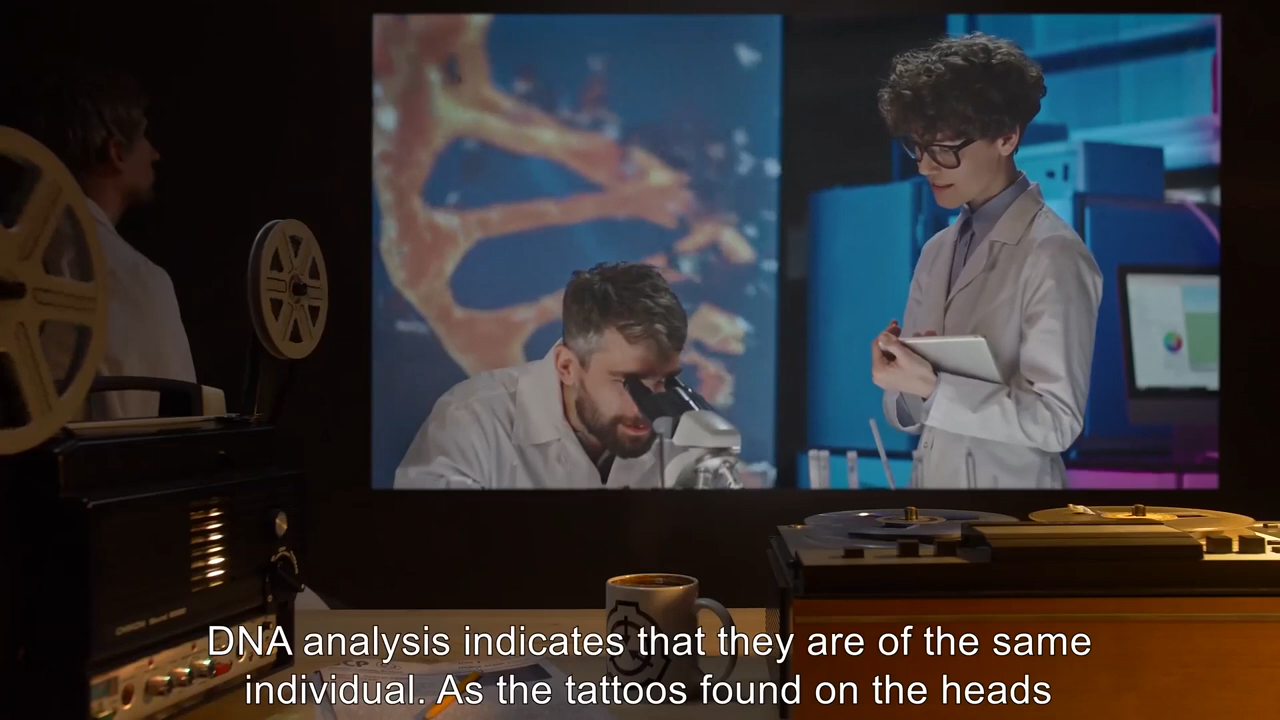 DNA analysis indicates that they are of the same
individual. As the tattoos found on the heads